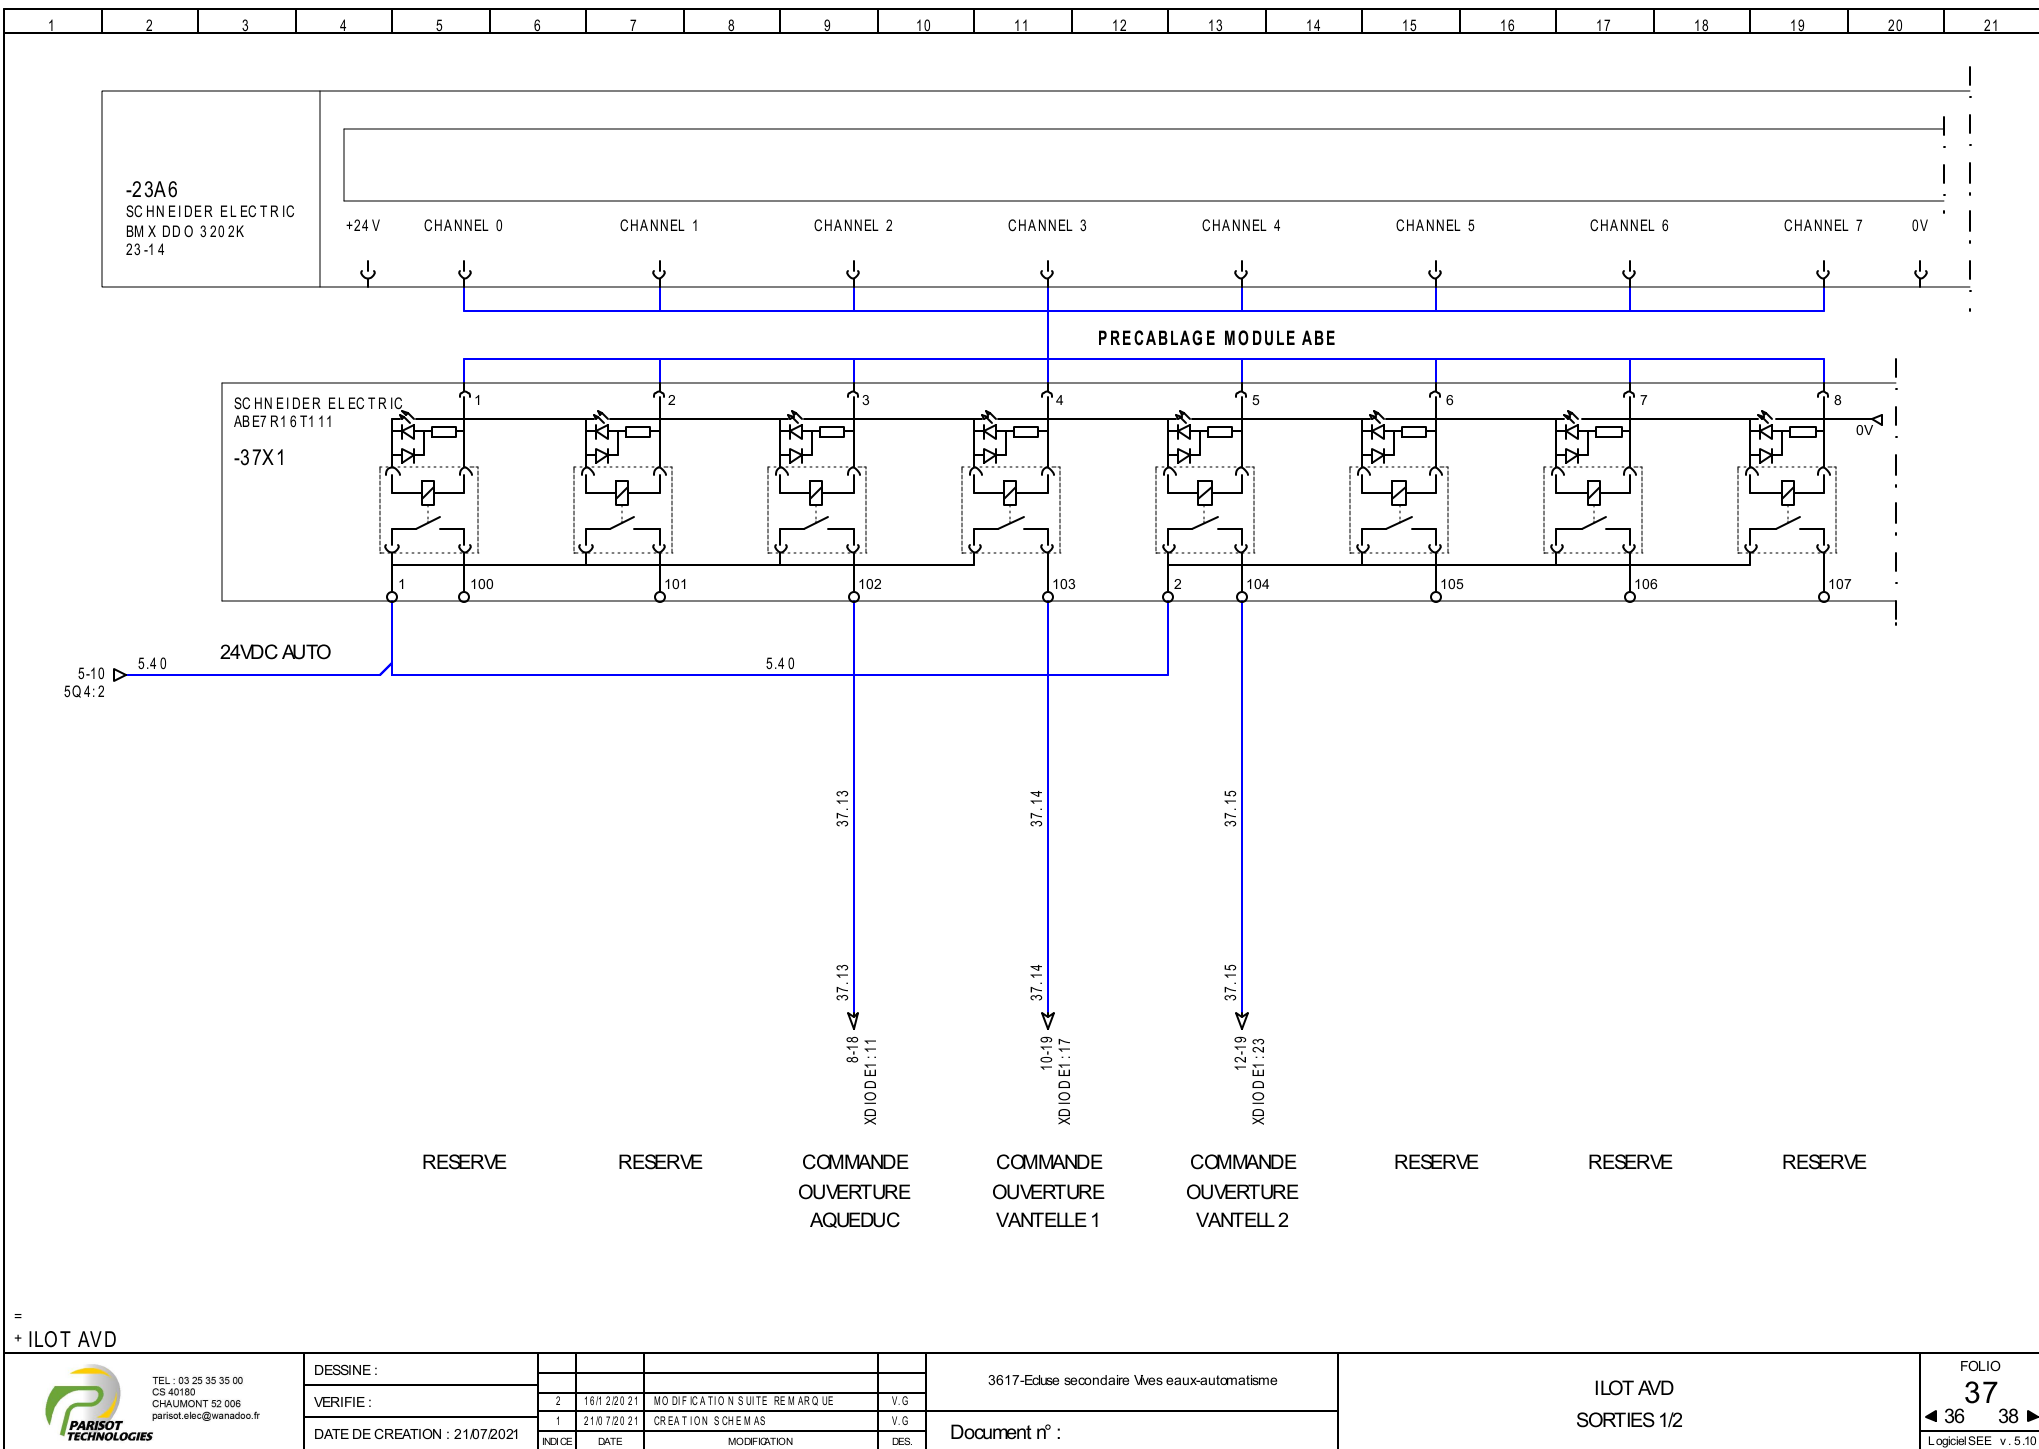 1 2 3 4 5 6 7 8 9 10 11 12 13 14 15 16 17 18 19 20 21
-23A6
SCHNEIDER ELECTRIC
BMX DDO 3202K
23-14
+24V CHANNEL 0 CHANNEL 1 CHANNEL 2 CHANNEL 3 CHANNEL 4 CHANNEL 5 CHANNEL 6 CHANNEL 7 0V
PRECABLAGE MODULE ABE
SCHNEIDER ELECTRIC
ABE7R16T111
-37X1
1 2 3 4 5 6 7 8
0V
1 100 101 102 103 2 104 105 106 107
24VDC AUTO
5-10
5Q4:2
5.40
5.40
37.13 37.14 37.15
37.13 37.14 37.15
8-18
XDIODE1:11
10-19
XDIODE1:17
12-19
XDIODE1:23
RESERVE
RESERVE
COMMANDE
OUVERTURE
AQUEDUC
COMMANDE
OUVERTURE
VANTELLE 1
COMMANDE
OUVERTURE
VANTELL 2
RESERVE
RESERVE
RESERVE
=
+ ILOT AVD
PARISOT
TECHNOLOGIES
TEL : 03 25 35 35 00
CS 40180
CHAUMONT 52 006
parisot.elec@wanadoo.fr
DESSINE :
VERIFIE :
DATE DE CREATION : 21/07/2021
2 16/12/2021 MODIFICATION SUITE REMARQUE V.G
1 21/07/2021 CREATION SCHEMAS V.G
INDICE DATE MODIFICATION DES.
3617-Ecluse secondaire Vives eaux-automatisme
Document n° :
ILOT AVD
SORTIES 1/2
FOLIO
37
36 38
Logiciel SEE v.5.10